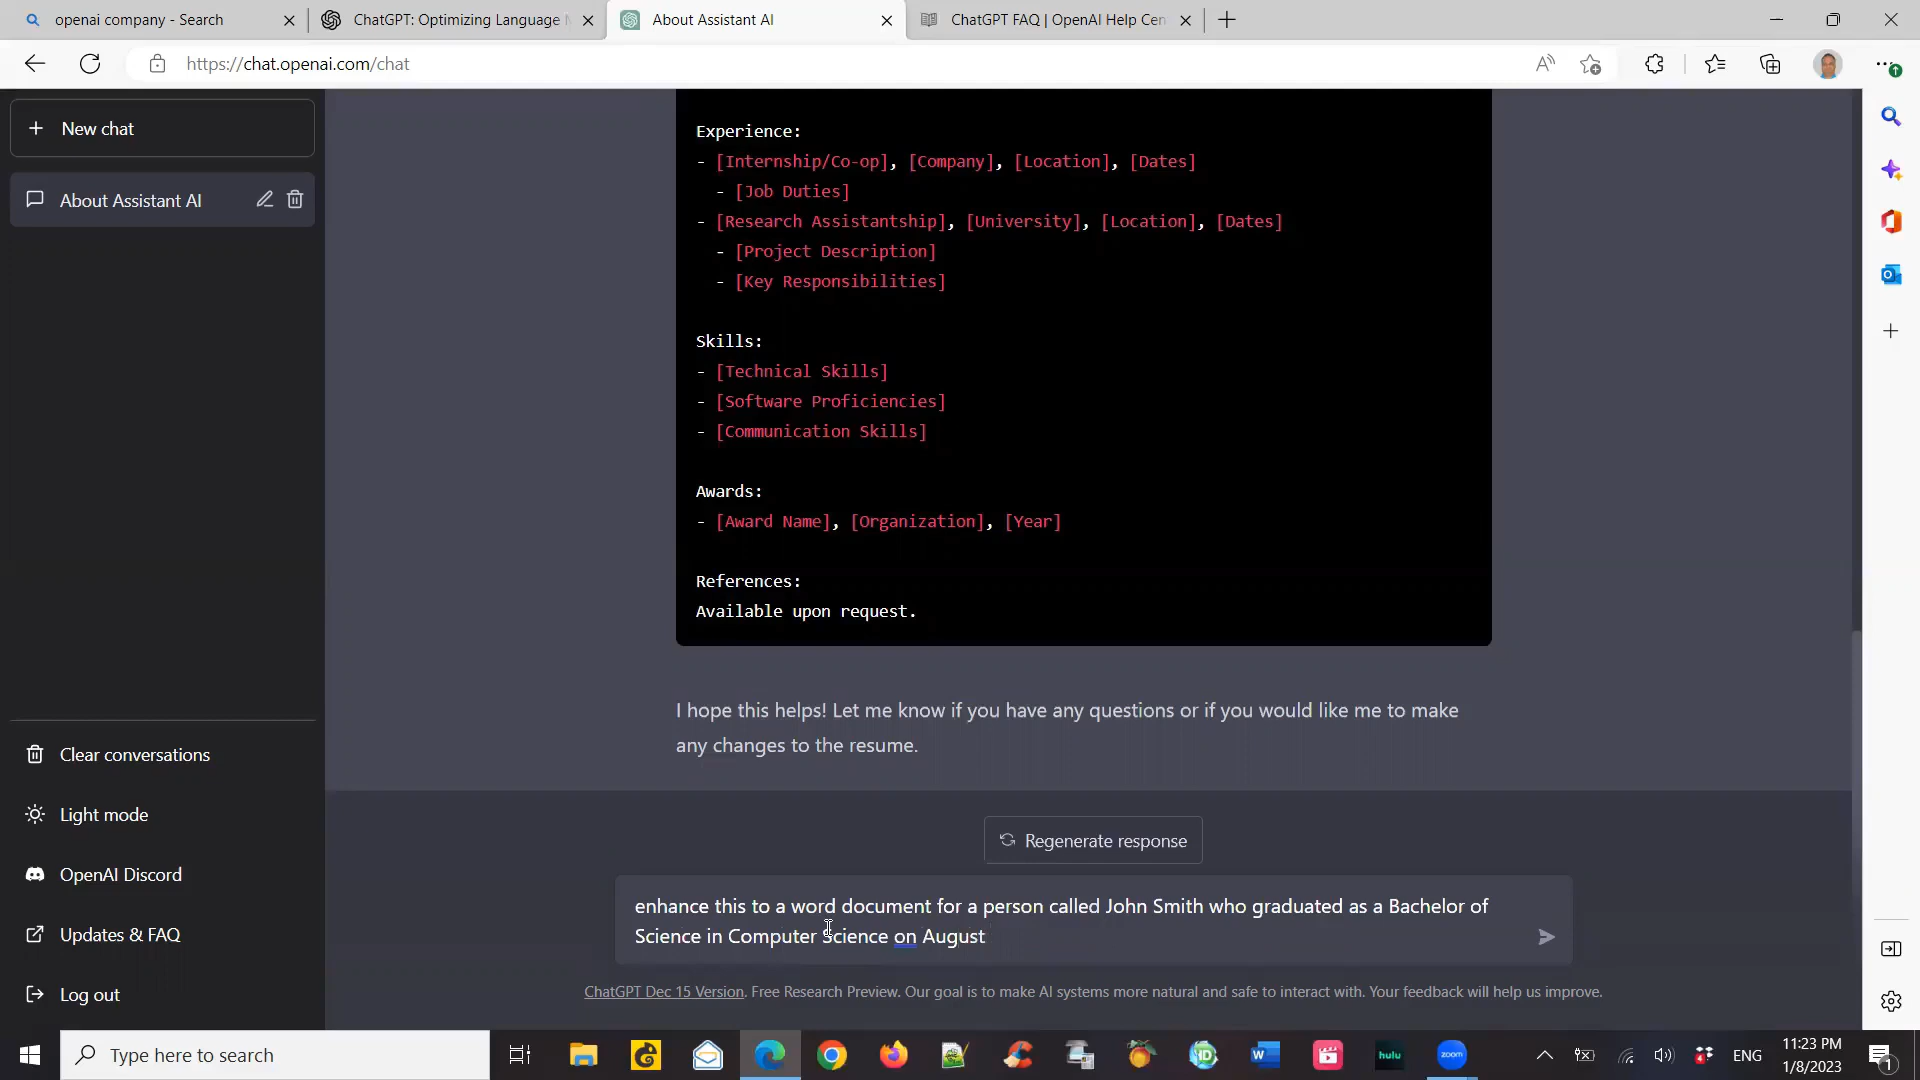 openai company - Search
ChatGPT: Optimizing Language
About Assistant AI
ChatGPT FAQ | OpenAI Help Cen
https://chat.openai.com/chat
New chat
About Assistant AI
Experience:
- [Internship/Co-op], [Company], [Location], [Dates]
- [Job Duties]
- [Research Assistantship], [University], [Location], [Dates]
- [Project Description]
- [Key Responsibilities]
Skills:
- [Technical Skills]
- [Software Proficiencies]
- [Communication Skills]
Awards:
- [Award Name], [Organization], [Year]
References:
Available upon request.
I hope this helps! Let me know if you have any questions or if you would like me to make
any changes to the resume.
Clear conversations
Light mode
OpenAI Discord
Updates & FAQ
Log out
Regenerate response
enhance this to a word document for a person called John Smith who graduated as a Bachelor of
Science in Computer Science on August
ChatGPT Dec 15 Version. Free Research Preview. Our goal is to make AI systems more natural and safe to interact with. Your feedback will help us improve.
Type here to search
hulu
zoom
ENG
11:23 PM
1/8/2023
1